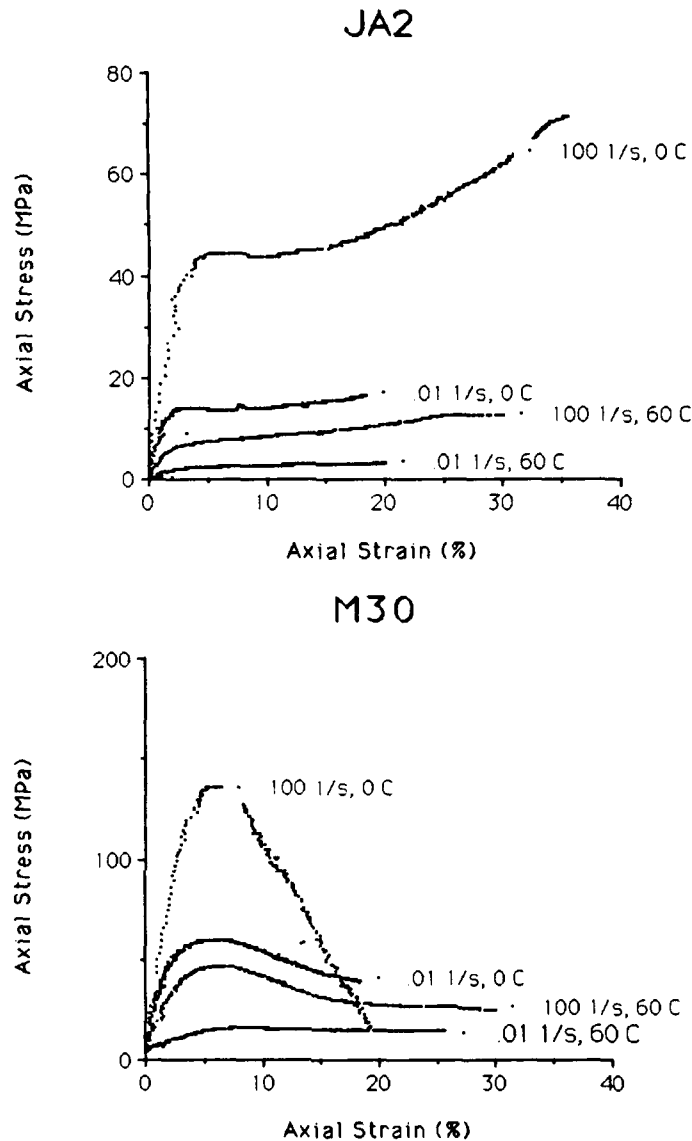 JA2
80
60
40
20
0
Axial Stress (MPa)
100 1/s, 0 C
.01 1/s, 0 C
100 1/s, 60 C
.01 1/s, 60 C
0 10 20 30 40
Axial Strain (%)
M30
200
100
0
Axial Stress (MPa)
100 1/s, 0 C
.01 1/s, 0 C
100 1/s, 60 C
.01 1/s, 60 C
0 10 20 30 40
Axial Strain (%)